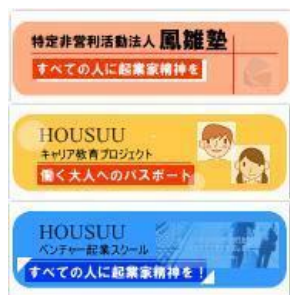 特定非営利活動法人 鳳雛塾
すべての人に起業家精神を
HOUSUU
キャリア教育プロジェクト
働く大人へのパスポート
HOUSUU
ベンチャー起業スクール
すべての人に起業家精神を！